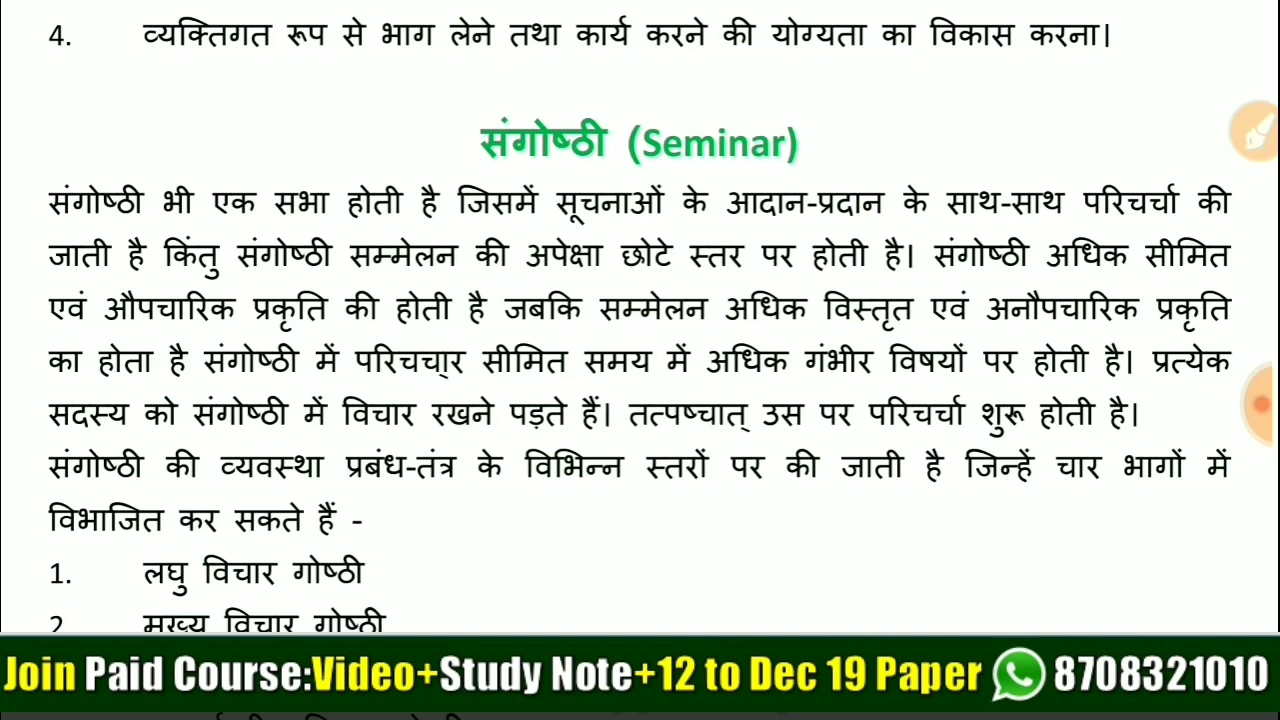 4. व्यक्तिगत रूप से भाग लेने तथा कार्य करने की योग्यता का विकास करना।
संगोष्ठी (Seminar)
संगोष्ठी भी एक सभा होती है जिसमें सूचनाओं के आदान-प्रदान के साथ-साथ परिचर्चा की
जाती है किंतु संगोष्ठी सम्मेलन की अपेक्षा छोटे स्तर पर होती है। संगोष्ठी अधिक सीमित
एवं औपचारिक प्रकृति की होती है जबकि सम्मेलन अधिक विस्तृत एवं अनौपचारिक प्रकृति
का होता है संगोष्ठी में परिचचा्र सीमित समय में अधिक गंभीर विषयों पर होती है। प्रत्येक
सदस्य को संगोष्ठी में विचार रखने पड़ते हैं। तत्पष्चात् उस पर परिचर्चा शुरू होती है।
संगोष्ठी की व्यवस्था प्रबंध-तंत्र के विभिन्न स्तरों पर की जाती है जिन्हें चार भागों में
विभाजित कर सकते हैं -
1. लघु विचार गोष्ठी
2. मुख्य विचार गोष्ठी
Join Paid Course:Video+Study Note+12 to Dec 19 Paper 8708321010